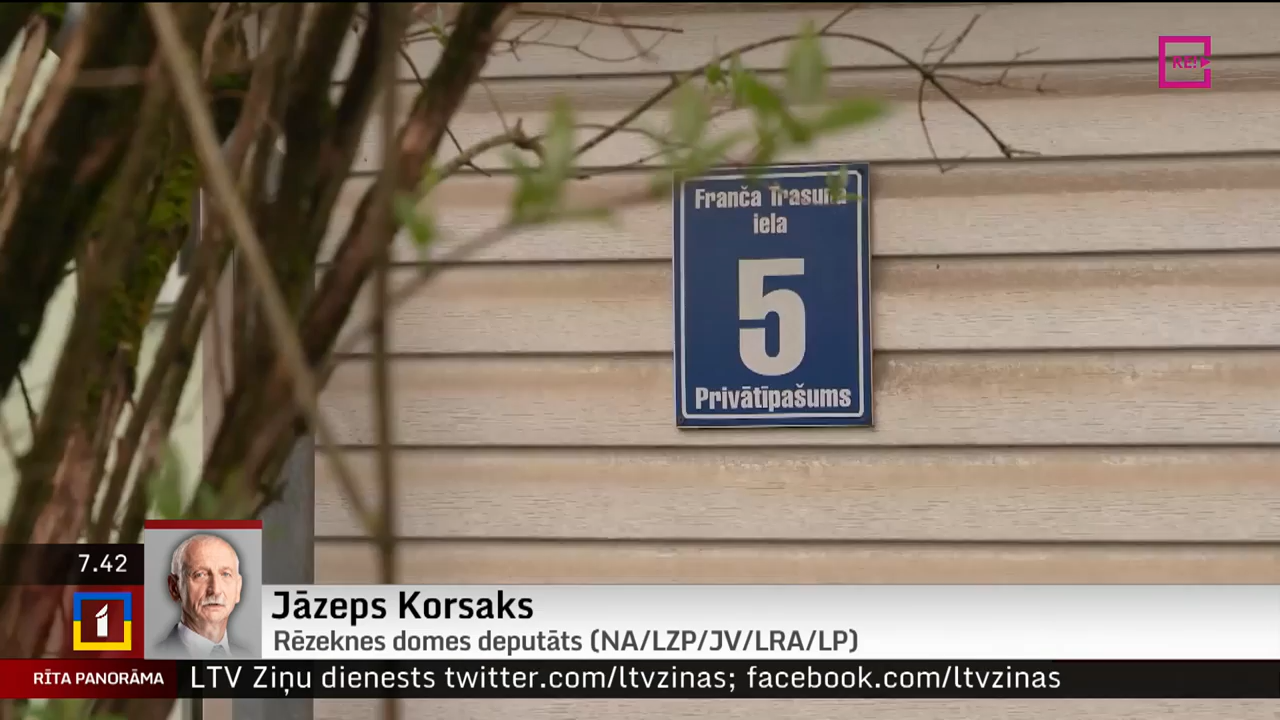 RE!
Franča Trasuna
iela
5
Privātīpašums
7.42
1
Jāzeps Korsaks
Rēzeknes domes deputāts (NA/LZP/JV/LRA/LP)
RĪTA PANORĀMA
LTV Ziņu dienests twitter.com/ltvzinas; facebook.com/ltvzinas